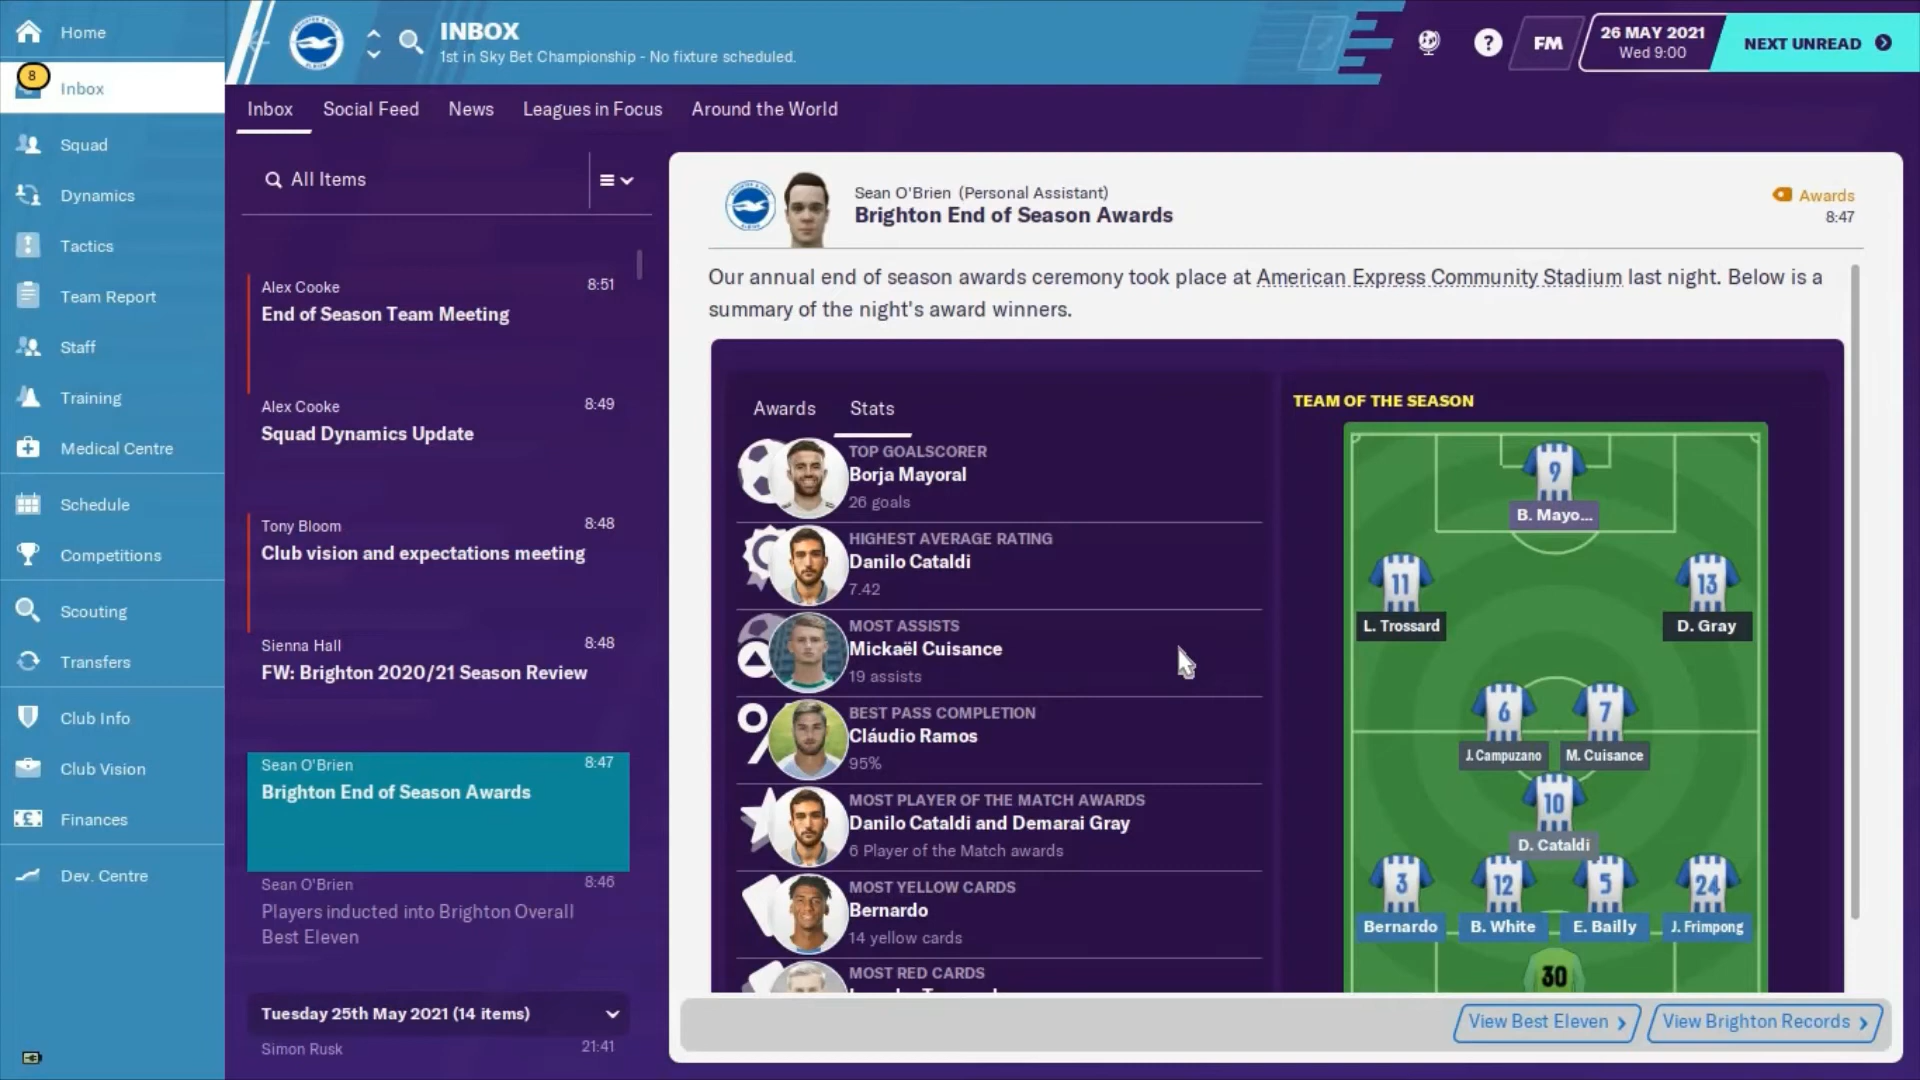 Home
8
Inbox
Squad
Dynamics
Tactics
Team Report
Staff
Training
Medical Centre
Schedule
Competitions
Scouting
Transfers
Club Info
Club Vision
Finances
Dev. Centre
INBOX
1st in Sky Bet Championship - No fixture scheduled.
?
FM
26 MAY 2021
Wed 9:00
NEXT UNREAD
Inbox
Social Feed
News
Leagues in Focus
Around the World
All Items
Alex Cooke
8:51
End of Season Team Meeting
Alex Cooke
8:49
Squad Dynamics Update
Tony Bloom
8:48
Club vision and expectations meeting
Sienna Hall
8:48
FW: Brighton 2020/21 Season Review
Sean O'Brien
8:47
Brighton End of Season Awards
Sean O'Brien
8:46
Players inducted into Brighton Overall
Best Eleven
Tuesday 25th May 2021 (14 items)
Simon Rusk
21:41
Sean O'Brien (Personal Assistant)
Brighton End of Season Awards
Awards
8:47
Our annual end of season awards ceremony took place at American Express Community Stadium last night. Below is a
summary of the night's award winners.
Awards
Stats
TOP GOALSCORER
Borja Mayoral
26 goals
HIGHEST AVERAGE RATING
Danilo Cataldi
7.42
MOST ASSISTS
Mickaël Cuisance
19 assists
BEST PASS COMPLETION
Cláudio Ramos
95%
MOST PLAYER OF THE MATCH AWARDS
Danilo Cataldi and Demarai Gray
6 Player of the Match awards
MOST YELLOW CARDS
Bernardo
14 yellow cards
MOST RED CARDS
TEAM OF THE SEASON
9
B. Mayo...
11
L. Trossard
13
D. Gray
6
J. Campuzano
7
M. Cuisance
10
D. Cataldi
3
Bernardo
12
B. White
5
E. Bailly
24
J. Frimpong
30
View Best Eleven
View Brighton Records